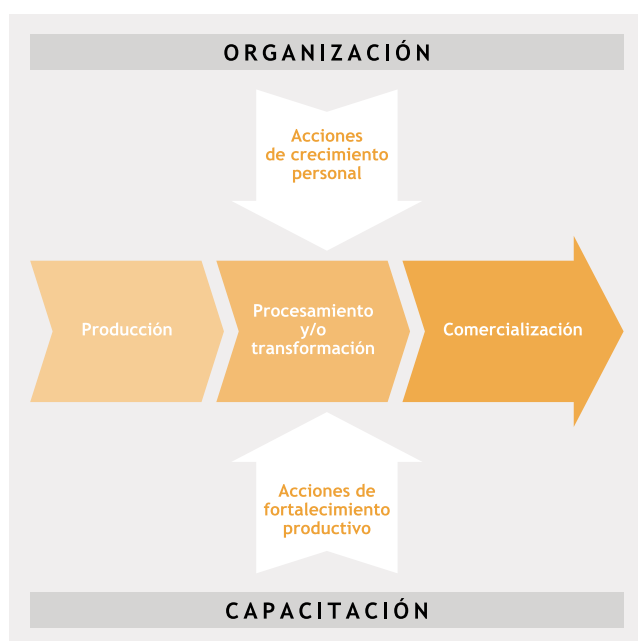 ORGANIZACIÓN
Acciones
de crecimiento
personal
Producción
Procesamiento
y/o
transformación
Comercialización
Acciones de
fortalecimiento
productivo
CAPACITACIÓN